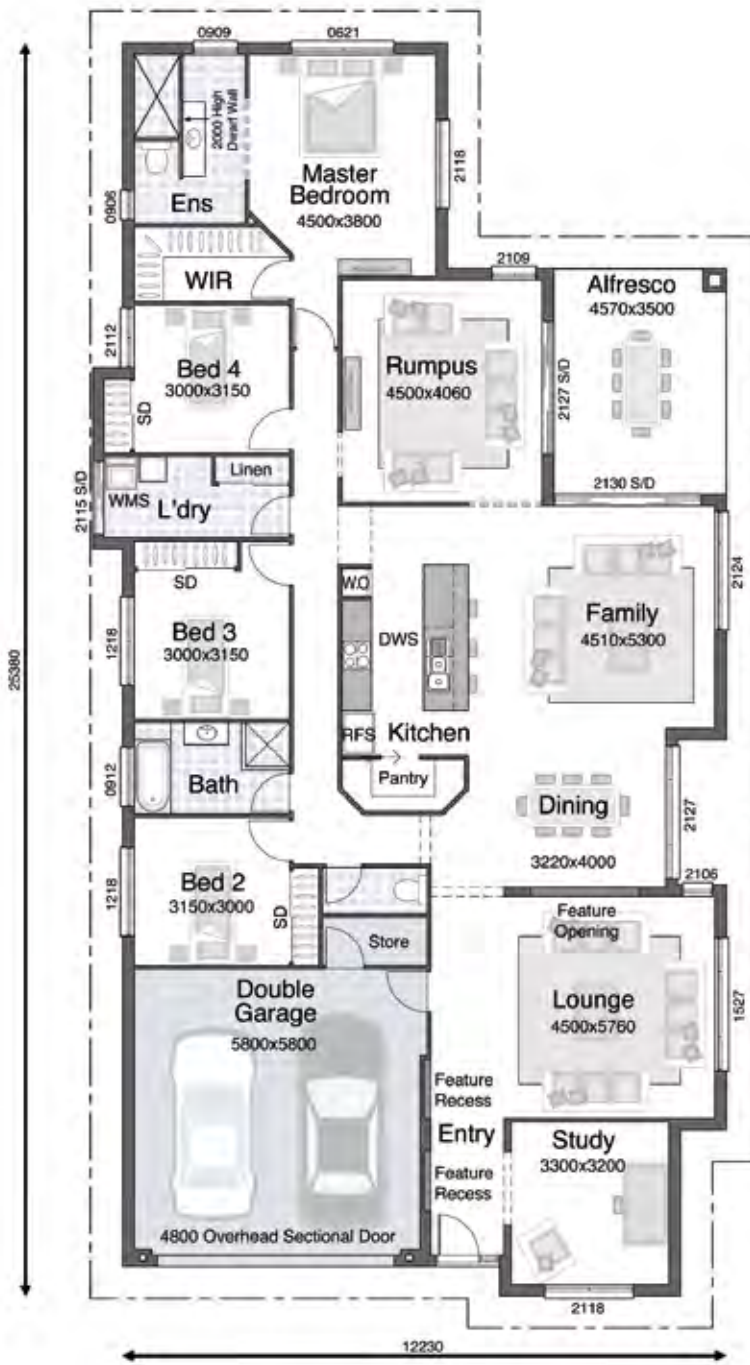 0909
0621
2000 High
Dwarf Wall
Master
Bedroom
4500x3800
2118
0906
Ens
WIR
2109
Alfresco
4570x3500
2112
Bed 4
3000x3150
SD
Rumpus
4500x4060
2127 S/D
2130 S/D
2115 S/D
WMS
Linen
L'dry
SD
Bed 3
3000x3150
1218
W.O
DWS
RFS
Kitchen
Pantry
Family
4510x5300
2124
25380
0912
Bath
Dining
3220x4000
2127
2106
1218
Bed 2
3150x3000
SD
Store
Feature
Opening
Lounge
4500x5760
1527
Double
Garage
5800x5800
Feature
Recess
Entry
Feature
Recess
Study
3300x3200
4800 Overhead Sectional Door
2118
12230